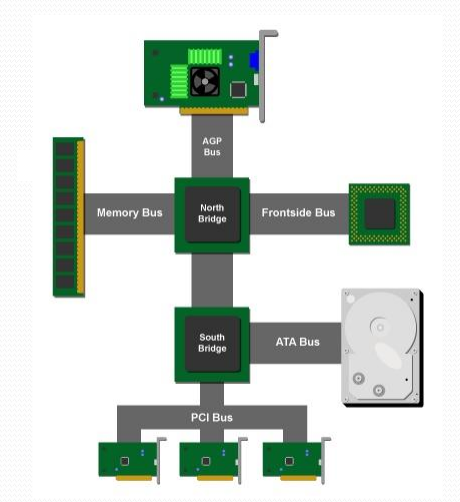 AGP
Bus
Memory Bus
North
Bridge
Frontside Bus
South
Bridge
ATA Bus
PCI Bus